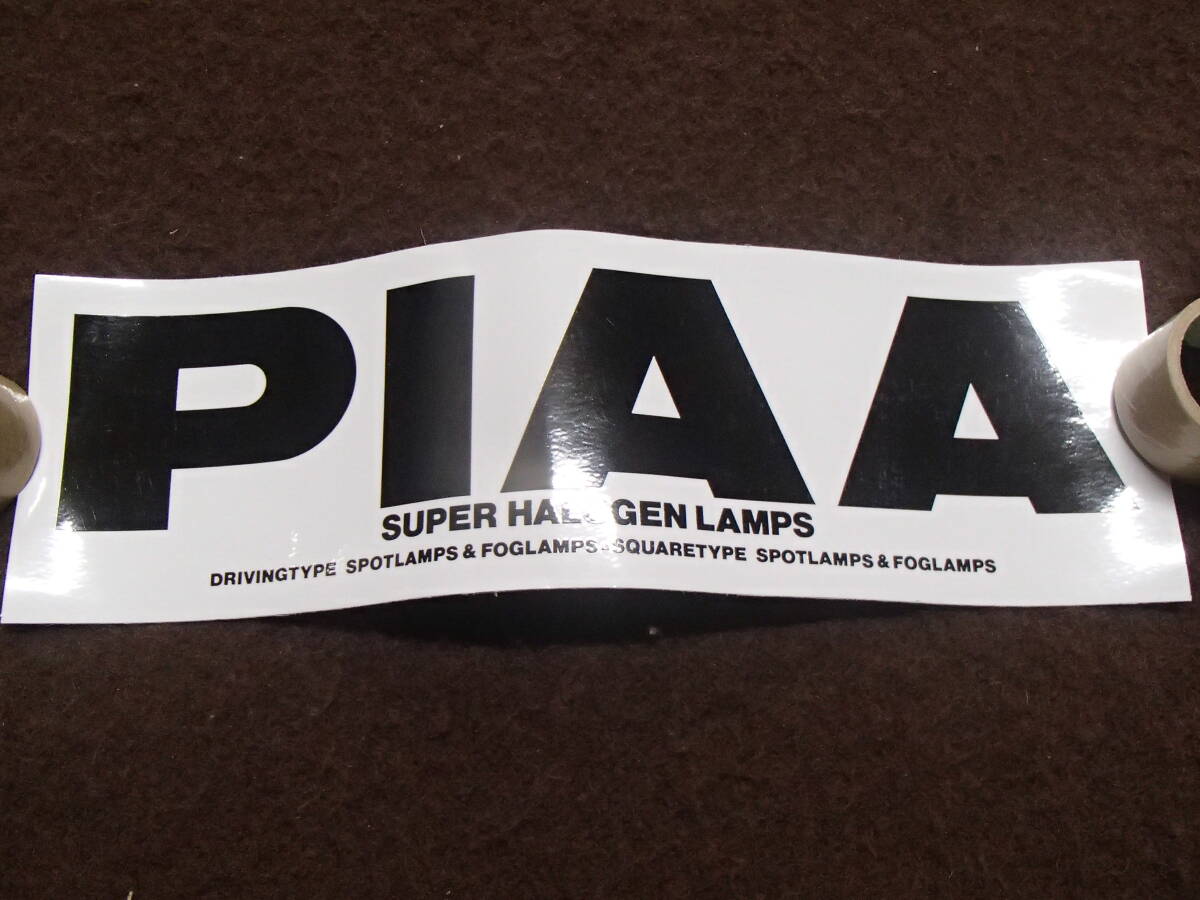 PIAA
SUPER HALOGEN LAMPS
DRIVINGTYPE SPOTLAMPS & FOGLAMPS・SQUARETYPE SPOTLAMPS & FOGLAMPS